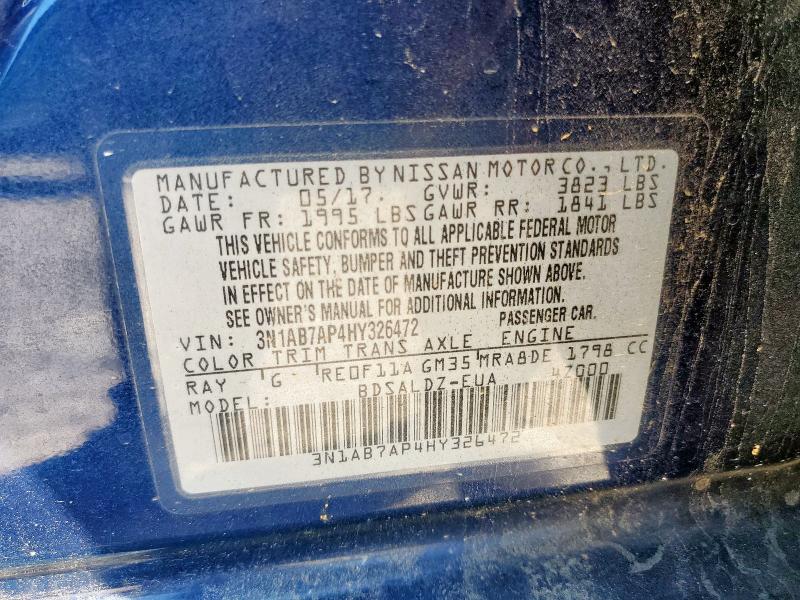 MANUFACTURED BY NISSAN MOTOR CO., LTD.
DATE: 05/17. GVWR: 3823 LBS
GAWR FR: 1995 LBS GAWR RR: 1841 LBS
THIS VEHICLE CONFORMS TO ALL APPLICABLE FEDERAL MOTOR
VEHICLE SAFETY, BUMPER AND THEFT PREVENTION STANDARDS
IN EFFECT ON THE DATE OF MANUFACTURE SHOWN ABOVE.
SEE OWNER'S MANUAL FOR ADDITIONAL INFORMATION.
VIN: 3N1AB7AP4HY326472 PASSENGER CAR.
COLOR TRIM TRANS AXLE ENGINE
RAY G RE0F11A GM35 MRA8DE 1798 CC
MODEL: BDSALDZ-EUA 47000
3N1AB7AP4HY326472